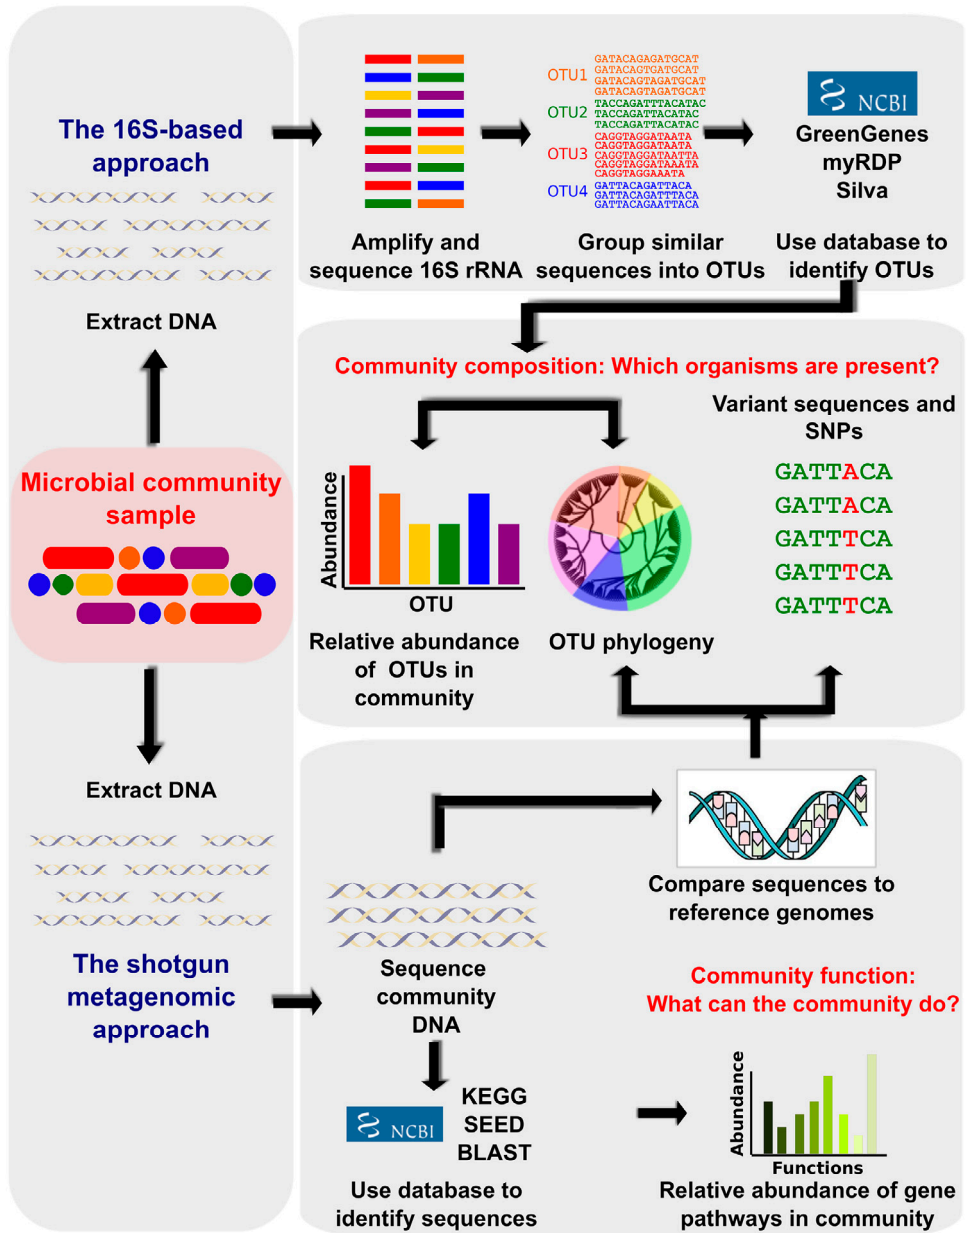 The 16S-based
approach
Extract DNA
Microbial community
sample
Extract DNA
The shotgun
metagenomic
approach
Amplify and
sequence 16S rRNA
OTU1
GATACAGAGATGCAT
GATACAGTGATGCAT
GATACAGTAGATGCAT
GATACAGTAGATGCAT
OTU2
TACCAGATTTACATAC
TACCAGATTACATAC
TACCAGATTACATAC
OTU3
CAGGTAGGATAATA
CAGGTAGGATAATA
CAGGTAGGATAATTA
CAGGTAGGATAAATA
CAGGTAGGAAATA
OTU4
GATTACAGATTACA
GATTACAGATTTACA
GATTACAGAATTACA
Group similar
sequences into OTUs
NCBI
GreenGenes
myRDP
Silva
Use database to
identify OTUs
Community composition: Which organisms are present?
Abundance
OTU
Relative abundance
of OTUs in
community
OTU phylogeny
Variant sequences and
SNPs
GATTACA
GATTACA
GATTTCA
GATTTCA
GATTTCA
Compare sequences to
reference genomes
Sequence
community
DNA
NCBI
KEGG
SEED
BLAST
Use database to
identify sequences
Community function:
What can the community do?
Abundance
Functions
Relative abundance of gene
pathways in community